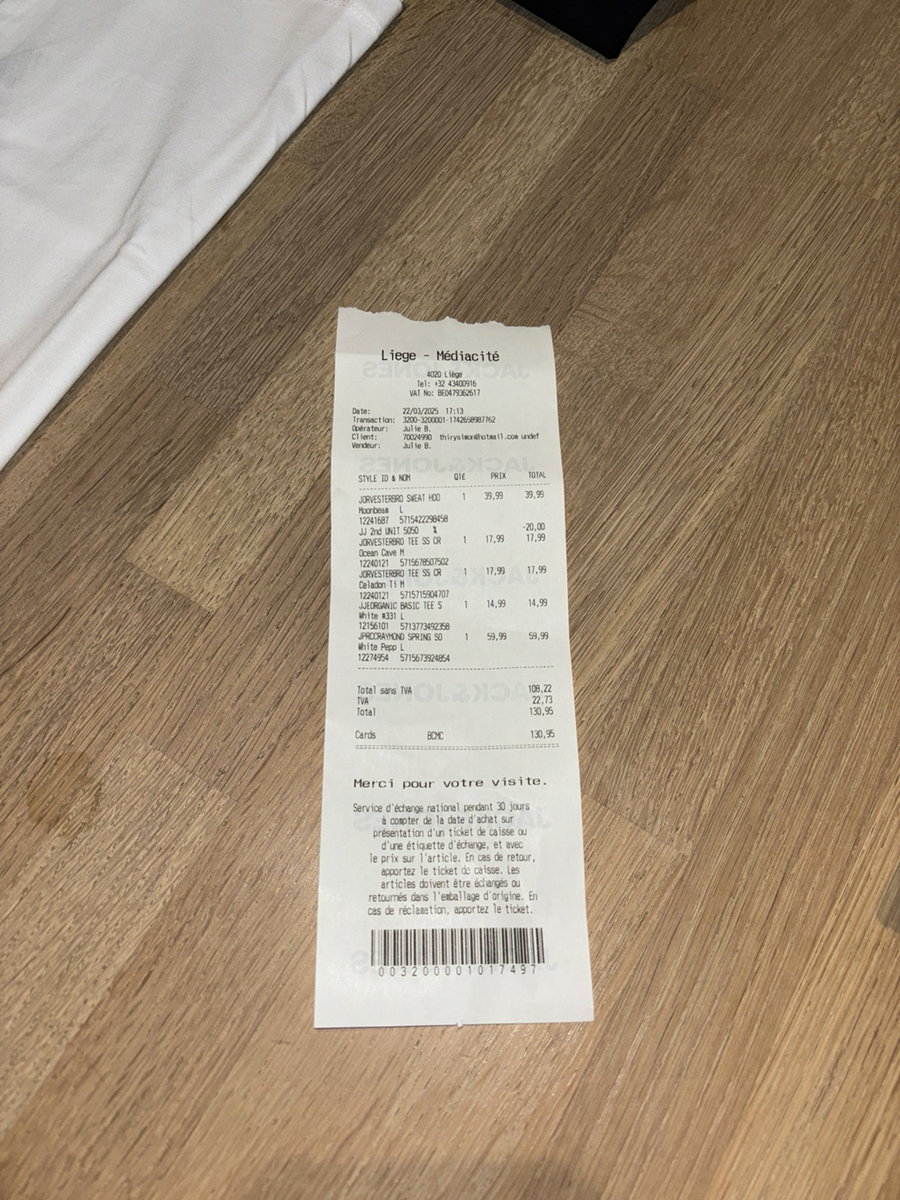 Liege - Médiacité
4020 Liège
Tel: +32 43400916
VAT No: BE0479362617
Date: 22/03/2025 17:13
Transaction: 3200-3200001-1742658987762
Opérateur: Julie B.
Client: 70024990 thirysimon@hotmail.com undef
Vendeur: Julie B.
STYLE ID & NOM QTE PRIX TOTAL
JORVESTERBRO SWEAT HOO 1 39,99 39,99
Moonbeam L
12241687 5715422298458
JJ 2nd UNIT 5050 % -20,00
JORVESTERBRO TEE SS CR 1 17,99 17,99
Ocean Cave M
12240121 5715678507502
JORVESTERBRO TEE SS CR 1 17,99 17,99
Celadon Ti M
12240121 5715715904707
JJEORGANIC BASIC TEE S 1 14,99 14,99
White #331 L
12156101 5713773492358
JPRCCRAYMOND SPRING SO 1 59,99 59,99
White Pepp L
12274954 5715673924854
Total sans TVA 108,22
TVA 22,73
Total 130,95
Cards BCMC 130,95
Merci pour votre visite.
Service d'échange national pendant 30 jours
à compter de la date d'achat sur
présentation d'un ticket de caisse ou
d'une étiquette d'échange, et avec
le prix sur l'article. En cas de retour,
apportez le ticket de caisse. Les
articles doivent être échangés ou
retournés dans l'emballage d'origine. En
cas de réclamation, apportez le ticket.
003200001017497